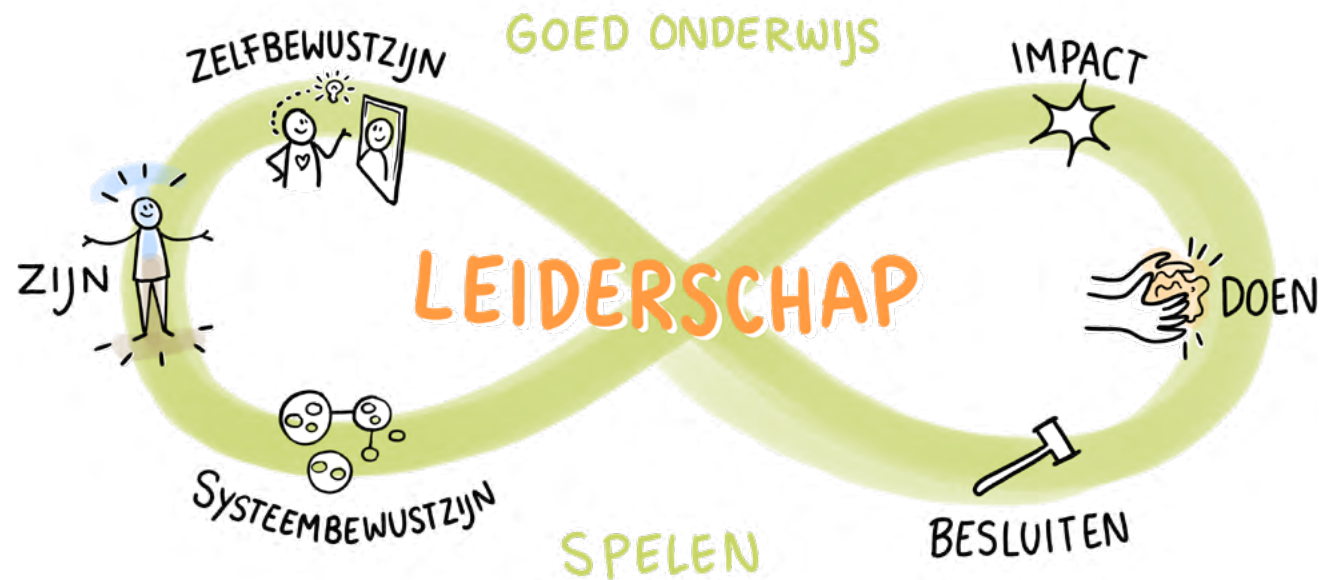 GOED ONDERWIJS
ZELFBEWUSTZIJN
IMPACT
ZIJN
LEIDERSCHAP
DOEN
SYSTEEMBEWUSTZIJN
BESLUITEN
SPELEN